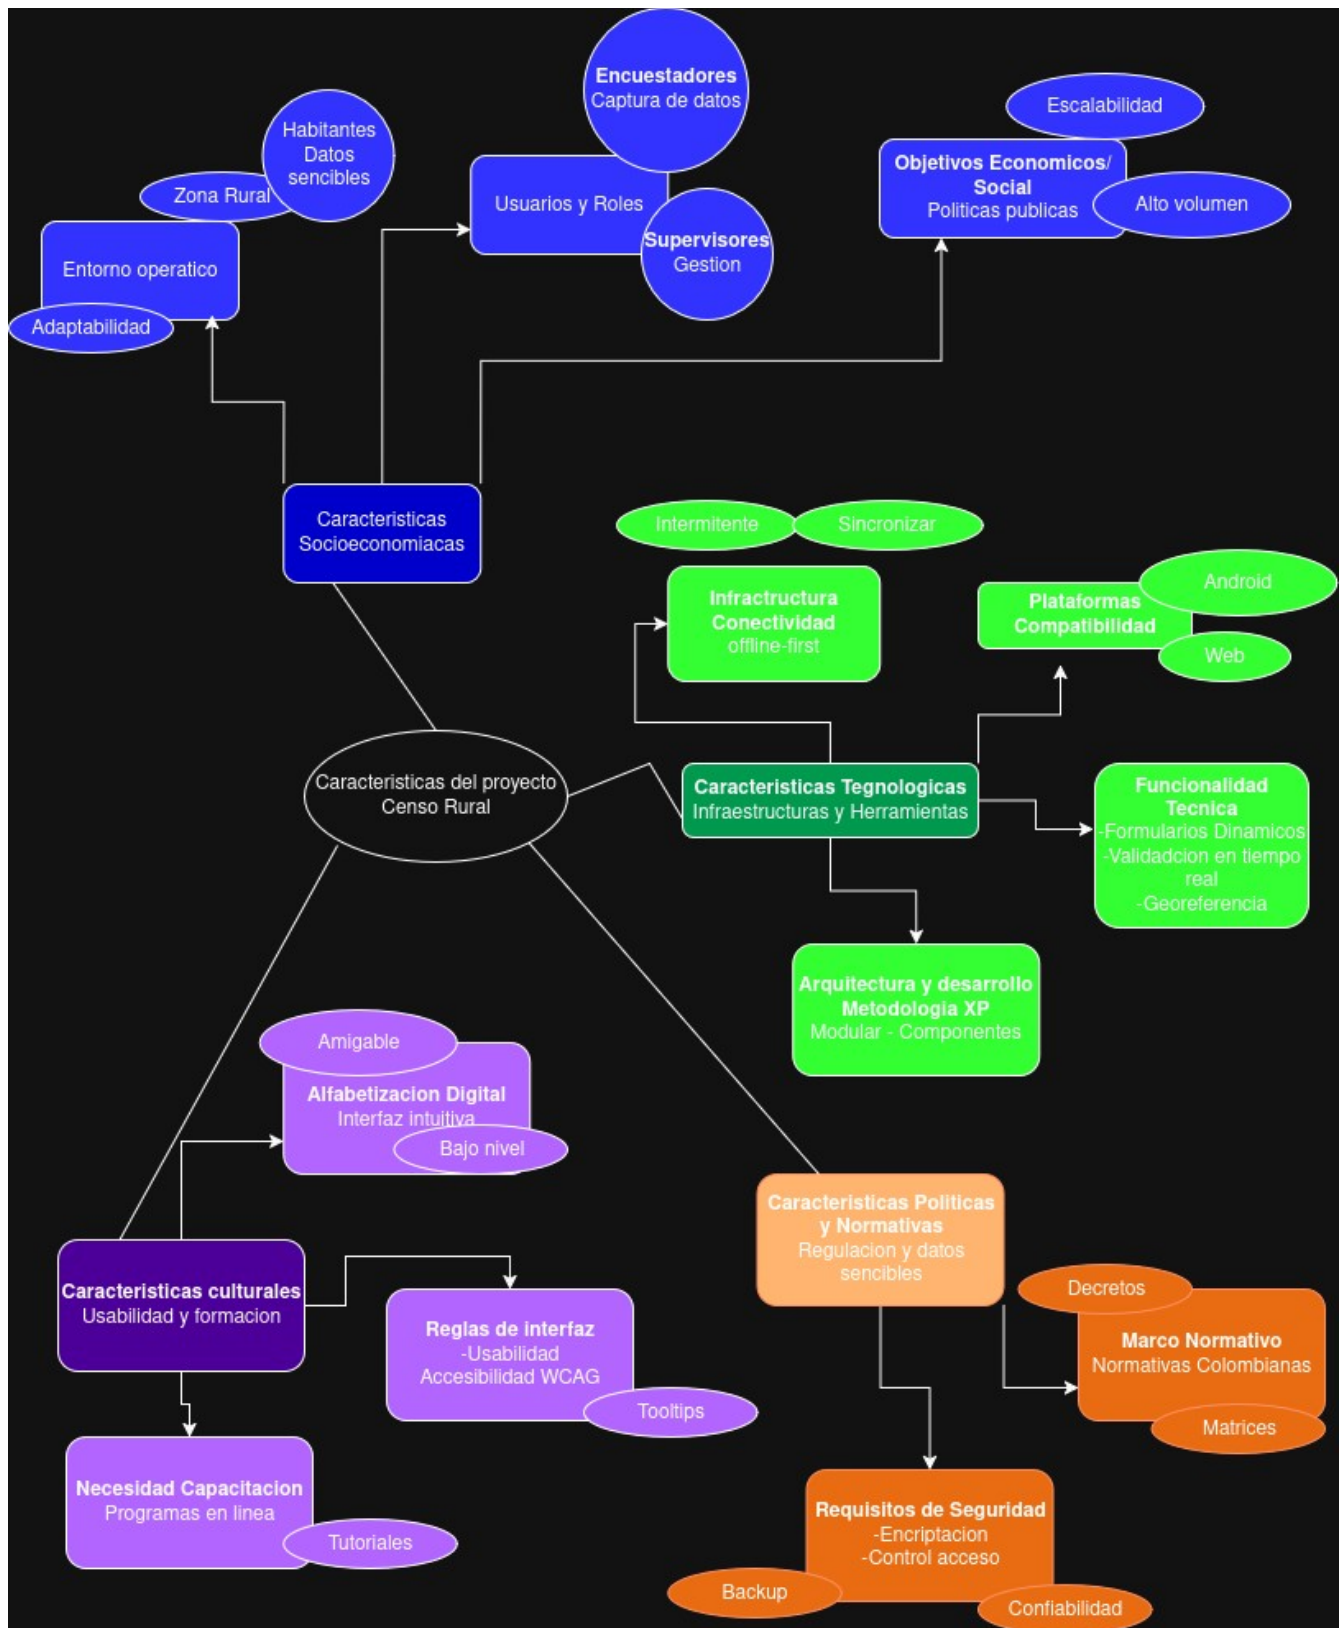 Encuestadores
Captura de datos
Escalabilidad
Habitantes
Datos
sencibles
Objetivos Economicos/
Social
Politicas publicas
Zona Rural
Usuarios y Roles
Alto volumen
Supervisores
Gestion
Entorno operatico
Adaptabilidad
Caracteristicas
Socioeconomiacas
Intermitente
Sincronizar
Infractructura
Conectividad
offline-first
Plataformas
Compatibilidad
Android
Web
Caracteristicas del proyecto
Censo Rural
Caracteristicas Tegnologicas
Infraestructuras y Herramientas
Funcionalidad
Tecnica
-Formularios Dinamicos
-Validadcion en tiempo
real
-Georeferencia
Arquitectura y desarrollo
Metodologia XP
Modular - Componentes
Amigable
Alfabetizacion Digital
Interfaz intuitiva
Bajo nivel
Caracteristicas Politicas
y Normativas
Regulacion y datos
sencibles
Caracteristicas culturales
Usabilidad y formacion
Reglas de interfaz
-Usabilidad
Accesibilidad WCAG
Tooltips
Decretos
Marco Normativo
Normativas Colombianas
Matrices
Necesidad Capacitacion
Programas en linea
Tutoriales
Requisitos de Seguridad
-Encriptacion
-Control acceso
Backup
Confiabilidad